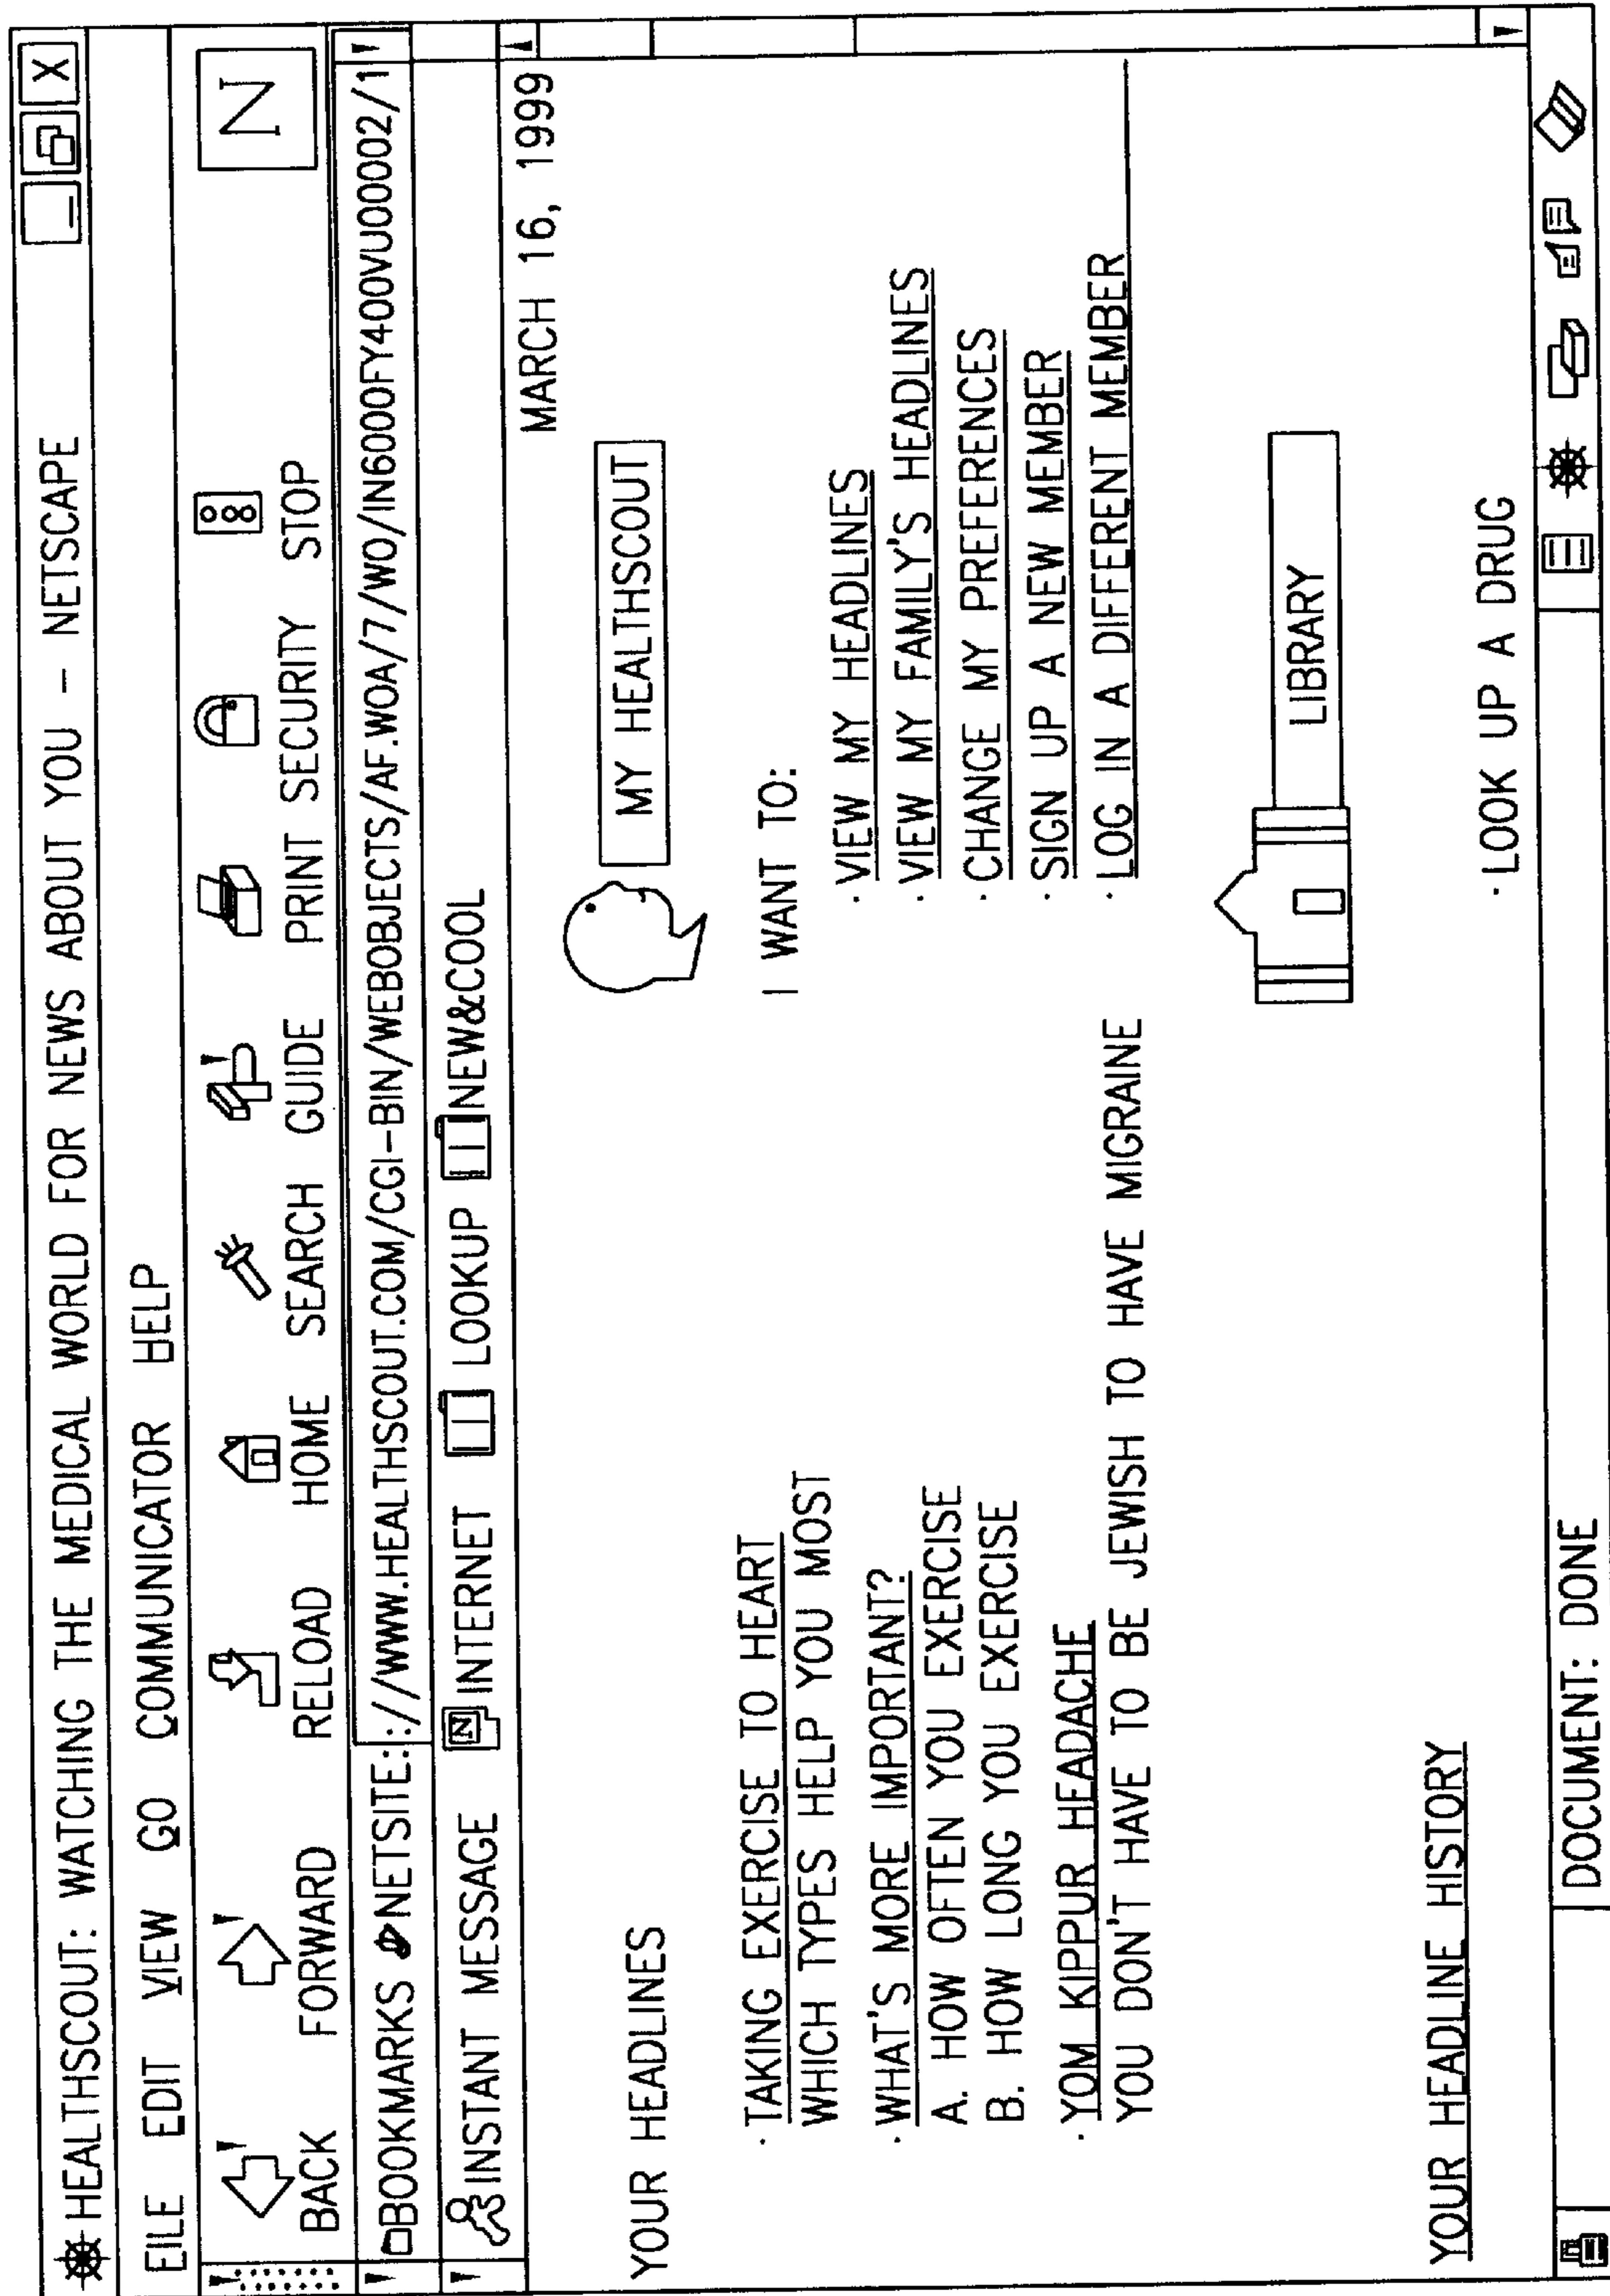 HEALTHSCOUT: WATCHING THE MEDICAL WORLD FOR NEWS ABOUT YOU – NETSCAPE X
FILE EDIT VIEW GO COMMUNICATOR HELP
BACK FORWARD RELOAD HOME SEARCH GUIDE PRINT SECURITY STOP N
BOOKMARKS NETSITE: ://WWW.HEALTHSCOUT.COM/CGI-BIN/WEBOBJECTS/AF.WOA/7/WO/IN6000FY400VU00002/1
INSTANT MESSAGE N INTERNET LOOKUP NEW&COOL
MARCH 16, 1999
YOUR HEADLINES
MY HEALTHSCOUT
· TAKING EXERCISE TO HEART
WHICH TYPES HELP YOU MOST
· WHAT'S MORE IMPORTANT?
A. HOW OFTEN YOU EXERCISE
B. HOW LONG YOU EXERCISE
· YOM KIPPUR HEADACHE
YOU DON'T HAVE TO BE JEWISH TO HAVE MIGRAINE
I WANT TO:
· VIEW MY HEADLINES
· VIEW MY FAMILY'S HEADLINES
· CHANGE MY PREFERENCES
· SIGN UP A NEW MEMBER
· LOG IN A DIFFERENT MEMBER
LIBRARY
YOUR HEADLINE HISTORY
· LOOK UP A DRUG
DOCUMENT: DONE